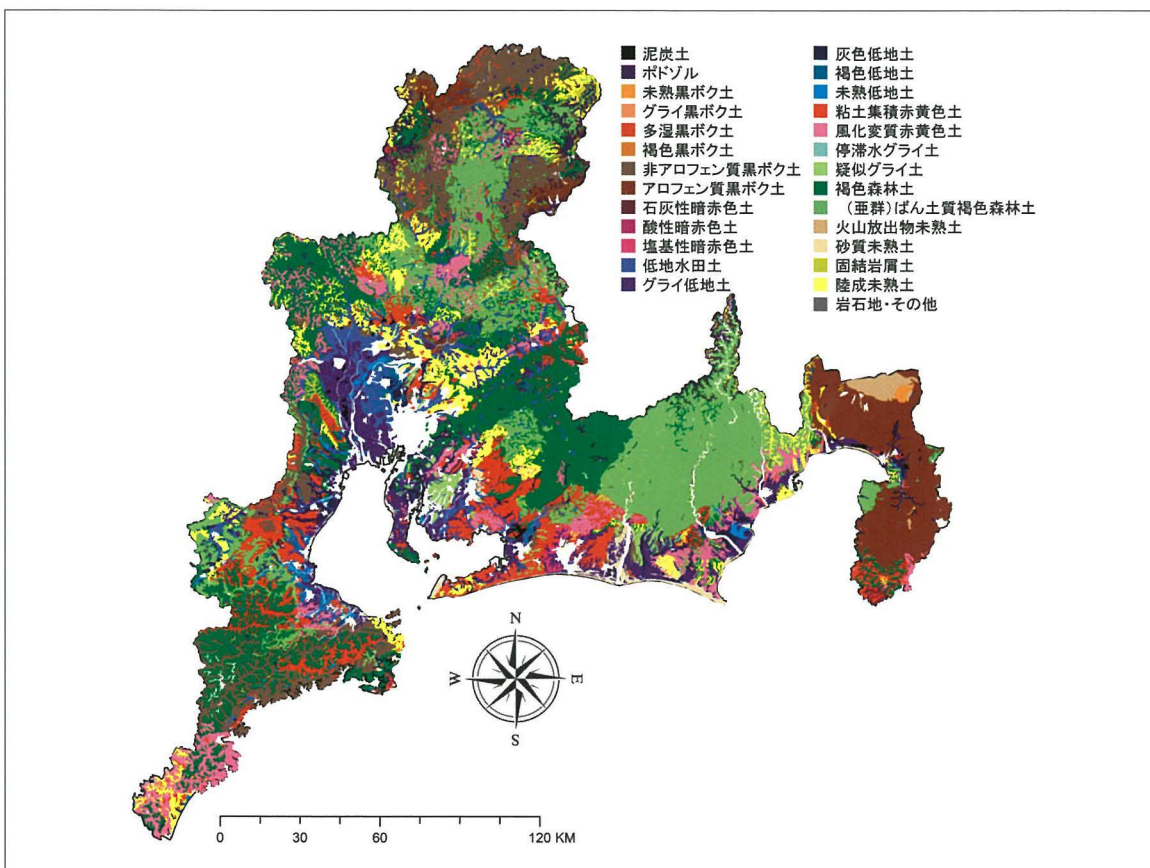 泥炭土
ポドゾル
未熟黒ボク土
グライ黒ボク土
多湿黒ボク土
褐色黒ボク土
非アロフェン質黒ボク土
アロフェン質黒ボク土
石灰性暗赤色土
酸性暗赤色土
塩基性暗赤色土
低地水田土
グライ低地土
灰色低地土
褐色低地土
未熟低地土
粘土集積赤黄色土
風化変質赤黄色土
停滞水グライ土
疑似グライ土
褐色森林土
（亜群）ばん土質褐色森林土
火山放出物未熟土
砂質未熟土
固結岩屑土
陸成未熟土
岩石地・その他
N
W E
S
0 30 60 120 KM